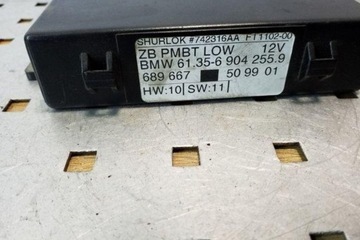 SHURLOK #742316AA FT1102-00
ZB PMBT LOW 12V
BMW 61.35-6 904 255.9
689 667 50 99 01
HW:10 SW:11